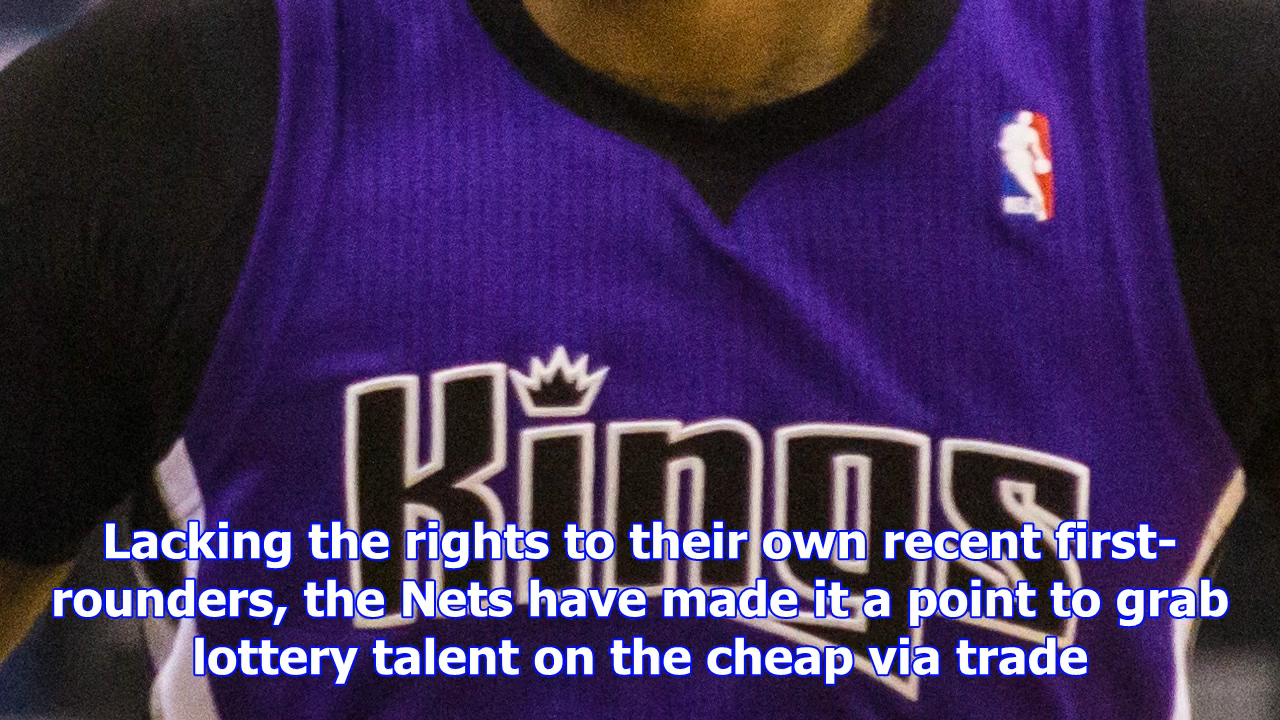 Kings
Lacking the rights to their own recent first-
rounders, the Nets have made it a point to grab
lottery talent on the cheap via trade